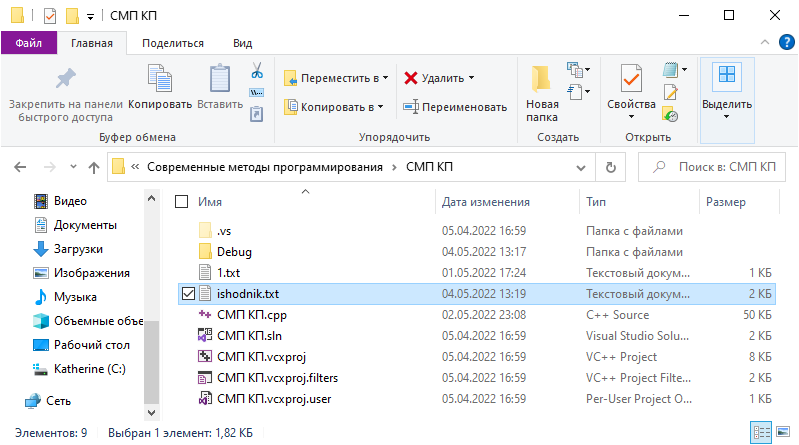 СМП КП
Файл Главная Поделиться Вид
Закрепить на панели быстрого доступа
Копировать
Вставить
Буфер обмена
Переместить в
Копировать в
Удалить
Переименовать
Упорядочить
Новая папка
Создать
Свойства
Открыть
Выделить
« Современные методы программирования > СМП КП
Поиск в: СМП КП
Видео
Документы
Загрузки
Изображения
Музыка
Объемные объе
Рабочий стол
Katherine (C:)
Сеть
Имя Дата изменения Тип Размер
.vs 05.04.2022 16:59 Папка с файлами
Debug 04.05.2022 13:17 Папка с файлами
1.txt 01.05.2022 17:24 Текстовый докум... 1 КБ
ishodnik.txt 04.05.2022 13:19 Текстовый докум... 2 КБ
СМП КП.cpp 02.05.2022 23:08 C++ Source 50 КБ
СМП КП.sln 05.04.2022 16:59 Visual Studio Solu... 2 КБ
СМП КП.vcxproj 05.04.2022 16:59 VC++ Project 8 КБ
СМП КП.vcxproj.filters 05.04.2022 16:59 VC++ Project Filte... 2 КБ
СМП КП.vcxproj.user 05.04.2022 16:59 Per-User Project O... 1 КБ
Элементов: 9 Выбран 1 элемент: 1,82 КБ